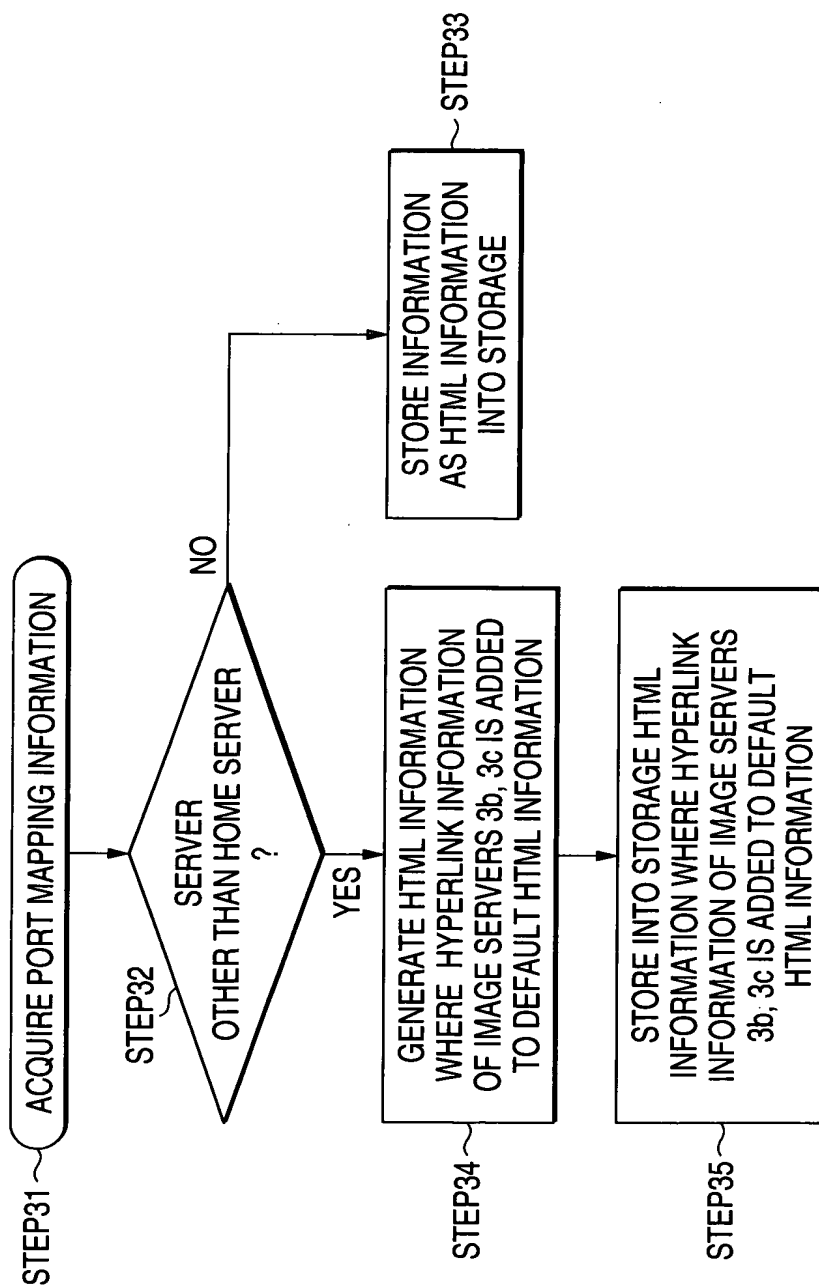 STEP31
ACQUIRE PORT MAPPING INFORMATION
STEP32
SERVER
OTHER THAN HOME SERVER
?
NO
YES
STORE INFORMATION
AS HTML INFORMATION
INTO STORAGE
STEP33
STEP34
GENERATE HTML INFORMATION
WHERE HYPERLINK INFORMATION
OF IMAGE SERVERS 3b, 3c IS ADDED
TO DEFAULT HTML INFORMATION
STEP35
STORE INTO STORAGE HTML
INFORMATION WHERE HYPERLINK
INFORMATION OF IMAGE SERVERS
3b, 3c IS ADDED TO DEFAULT
HTML INFORMATION